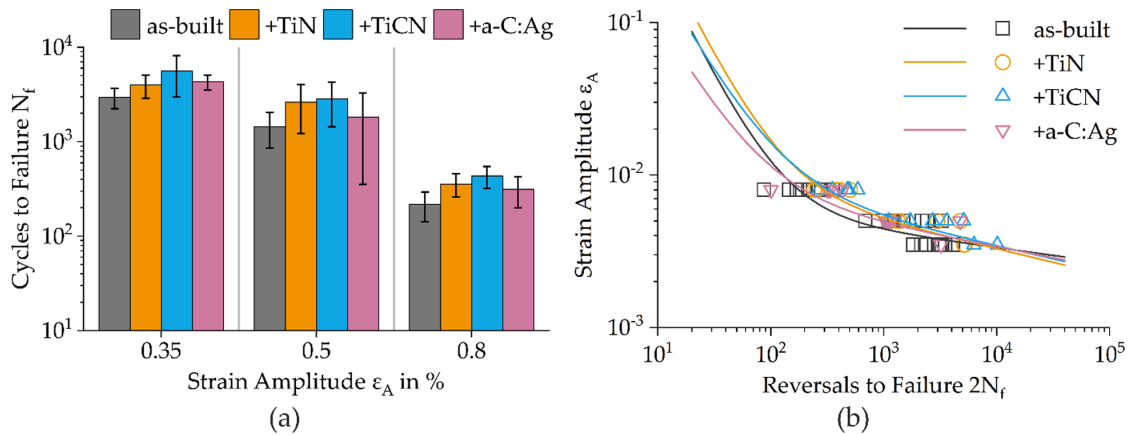 as-built +TiN +TiCN +a-C:Ag
Cycles to Failure N_f
10^4
10^3
10^2
10^1
0.35 0.5 0.8
Strain Amplitude ε_A in %
(a)
as-built
+TiN
+TiCN
+a-C:Ag
Strain Amplitude ε_A
10^-1
10^-2
10^-3
10^1 10^2 10^3 10^4 10^5
Reversals to Failure 2N_f
(b)